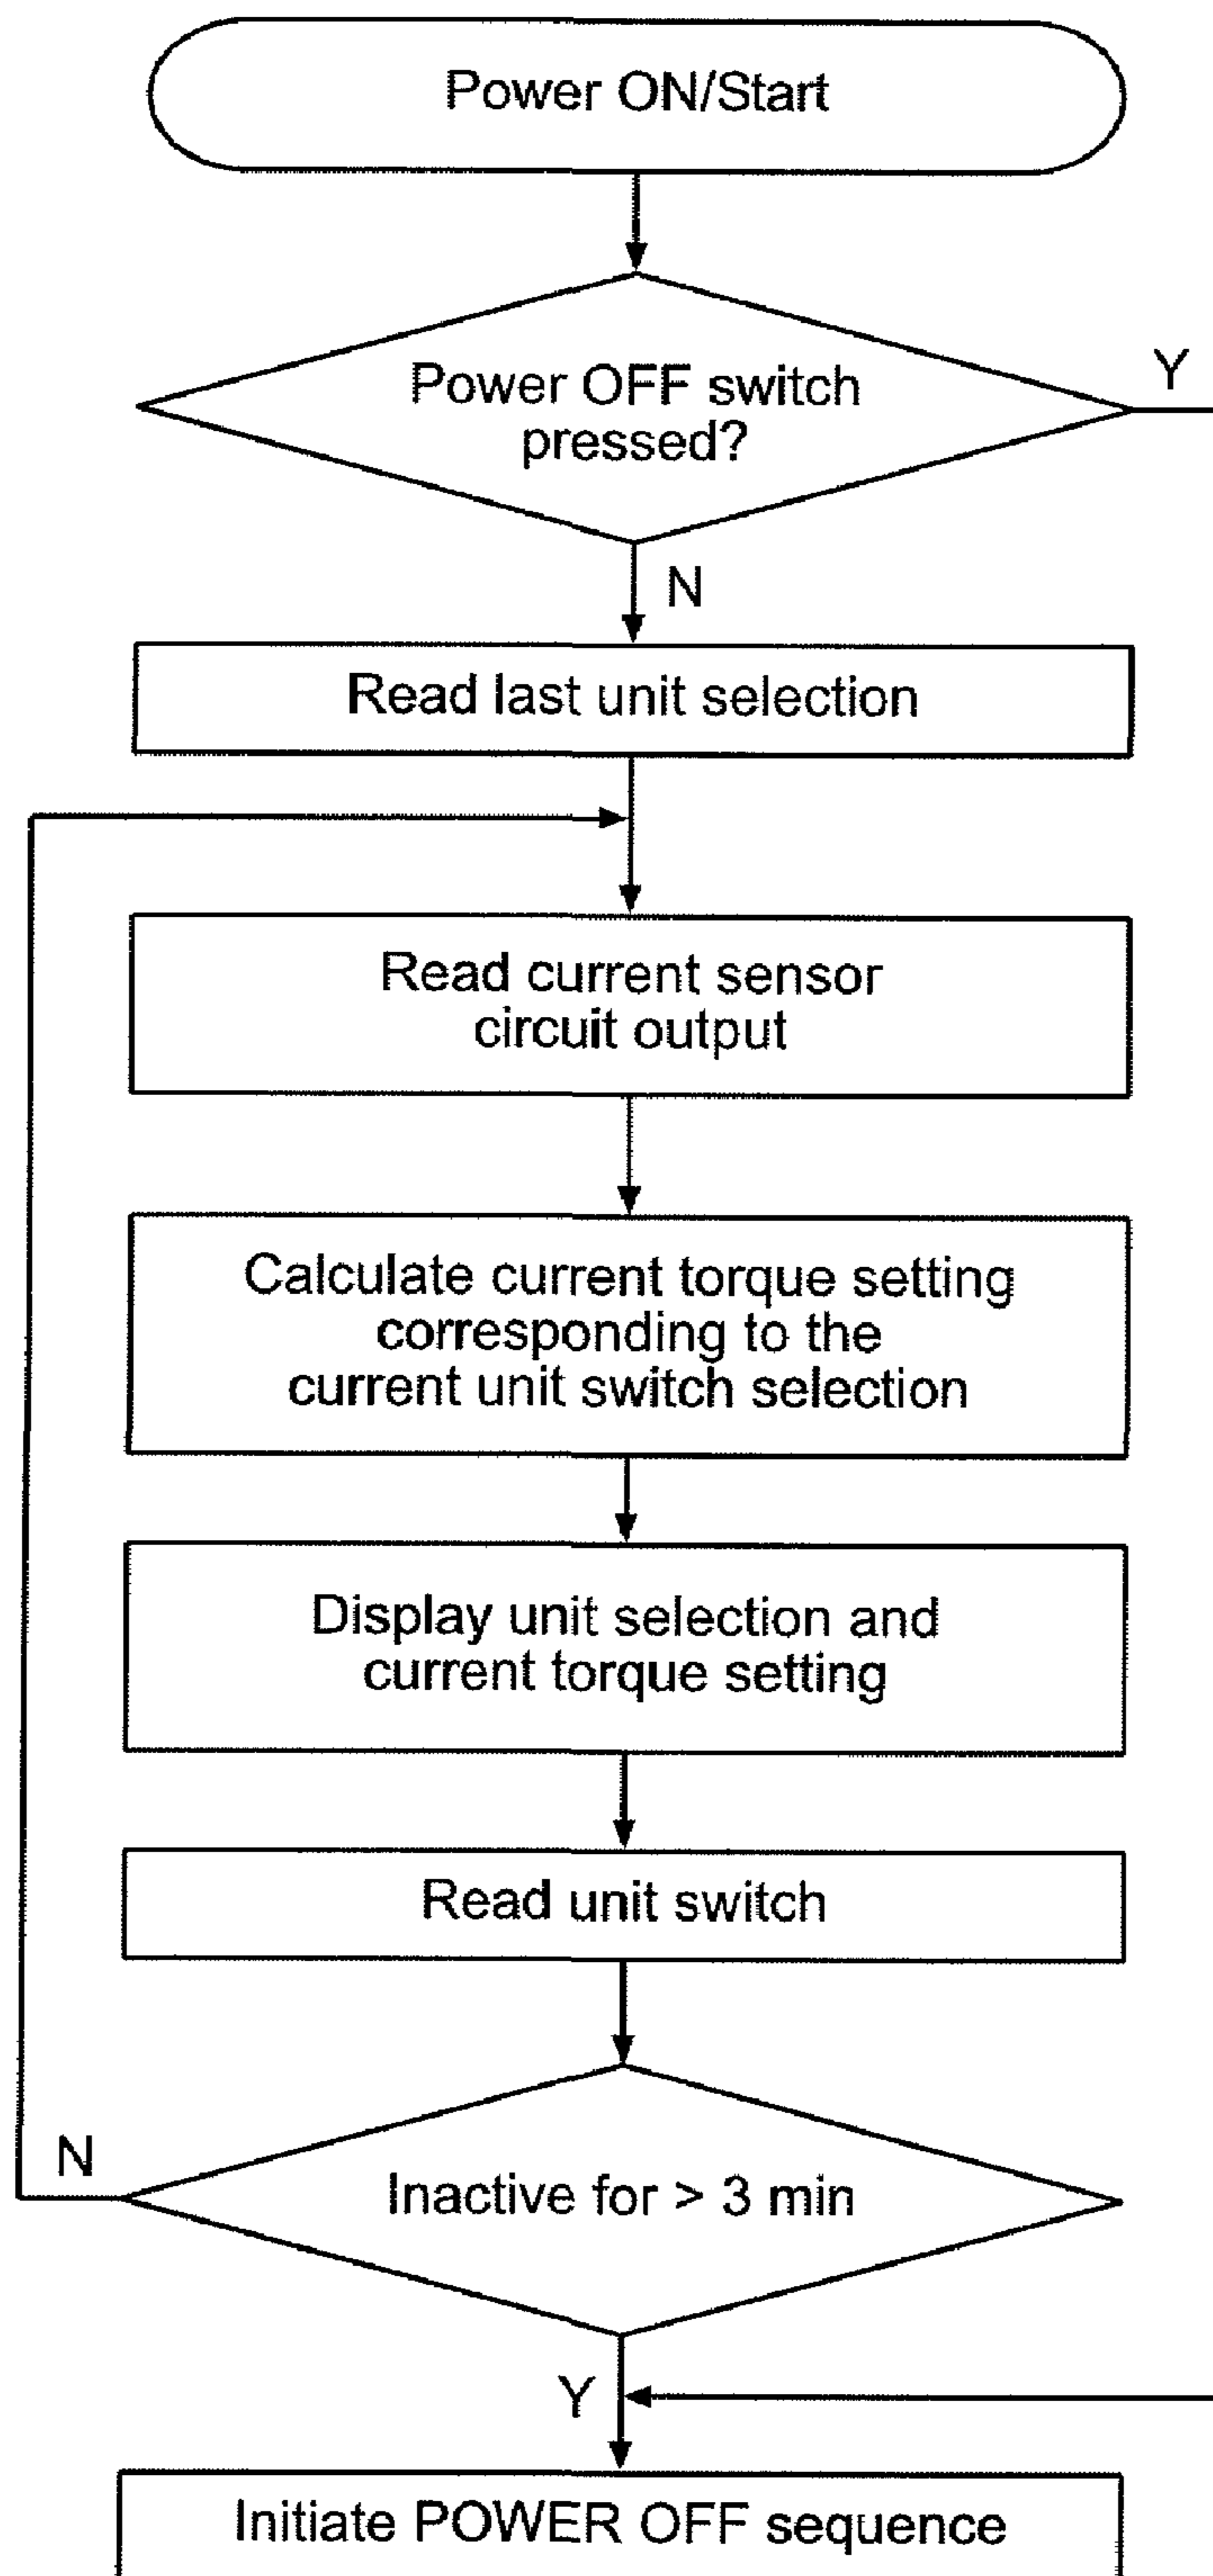 Power ON/Start
Power OFF switch
pressed?
Y
N
Read last unit selection
Read current sensor
circuit output
Calculate current torque setting
corresponding to the
current unit switch selection
Display unit selection and
current torque setting
Read unit switch
N
Inactive for > 3 min
Y
Initiate POWER OFF sequence